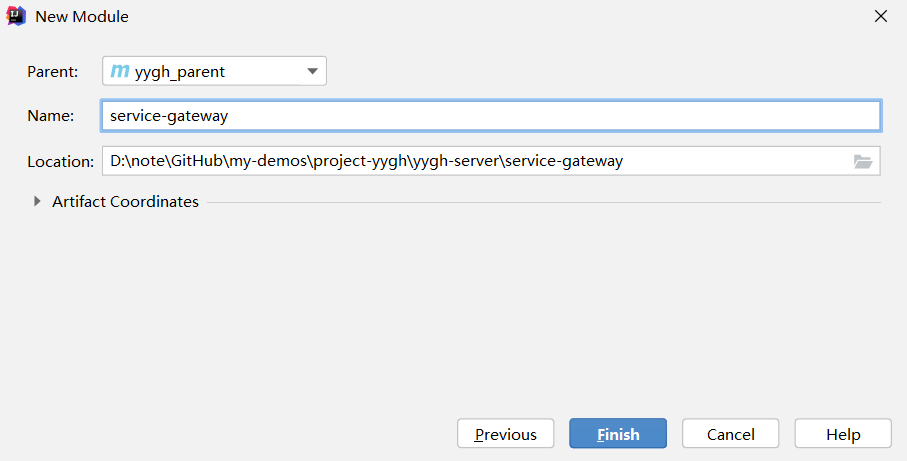 New Module
Parent: yygh_parent
Name: service-gateway
Location: D:\note\GitHub\my-demos\project-yygh\yygh-server\service-gateway
Artifact Coordinates
Previous Finish Cancel Help